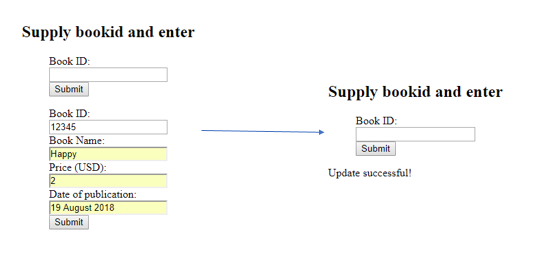 Supply bookid and enter
Book ID:
Submit
Book ID:
12345
Book Name:
Happy
Price (USD):
2
Date of publication:
19 August 2018
Submit
Supply bookid and enter
Book ID:
Submit
Update successful!